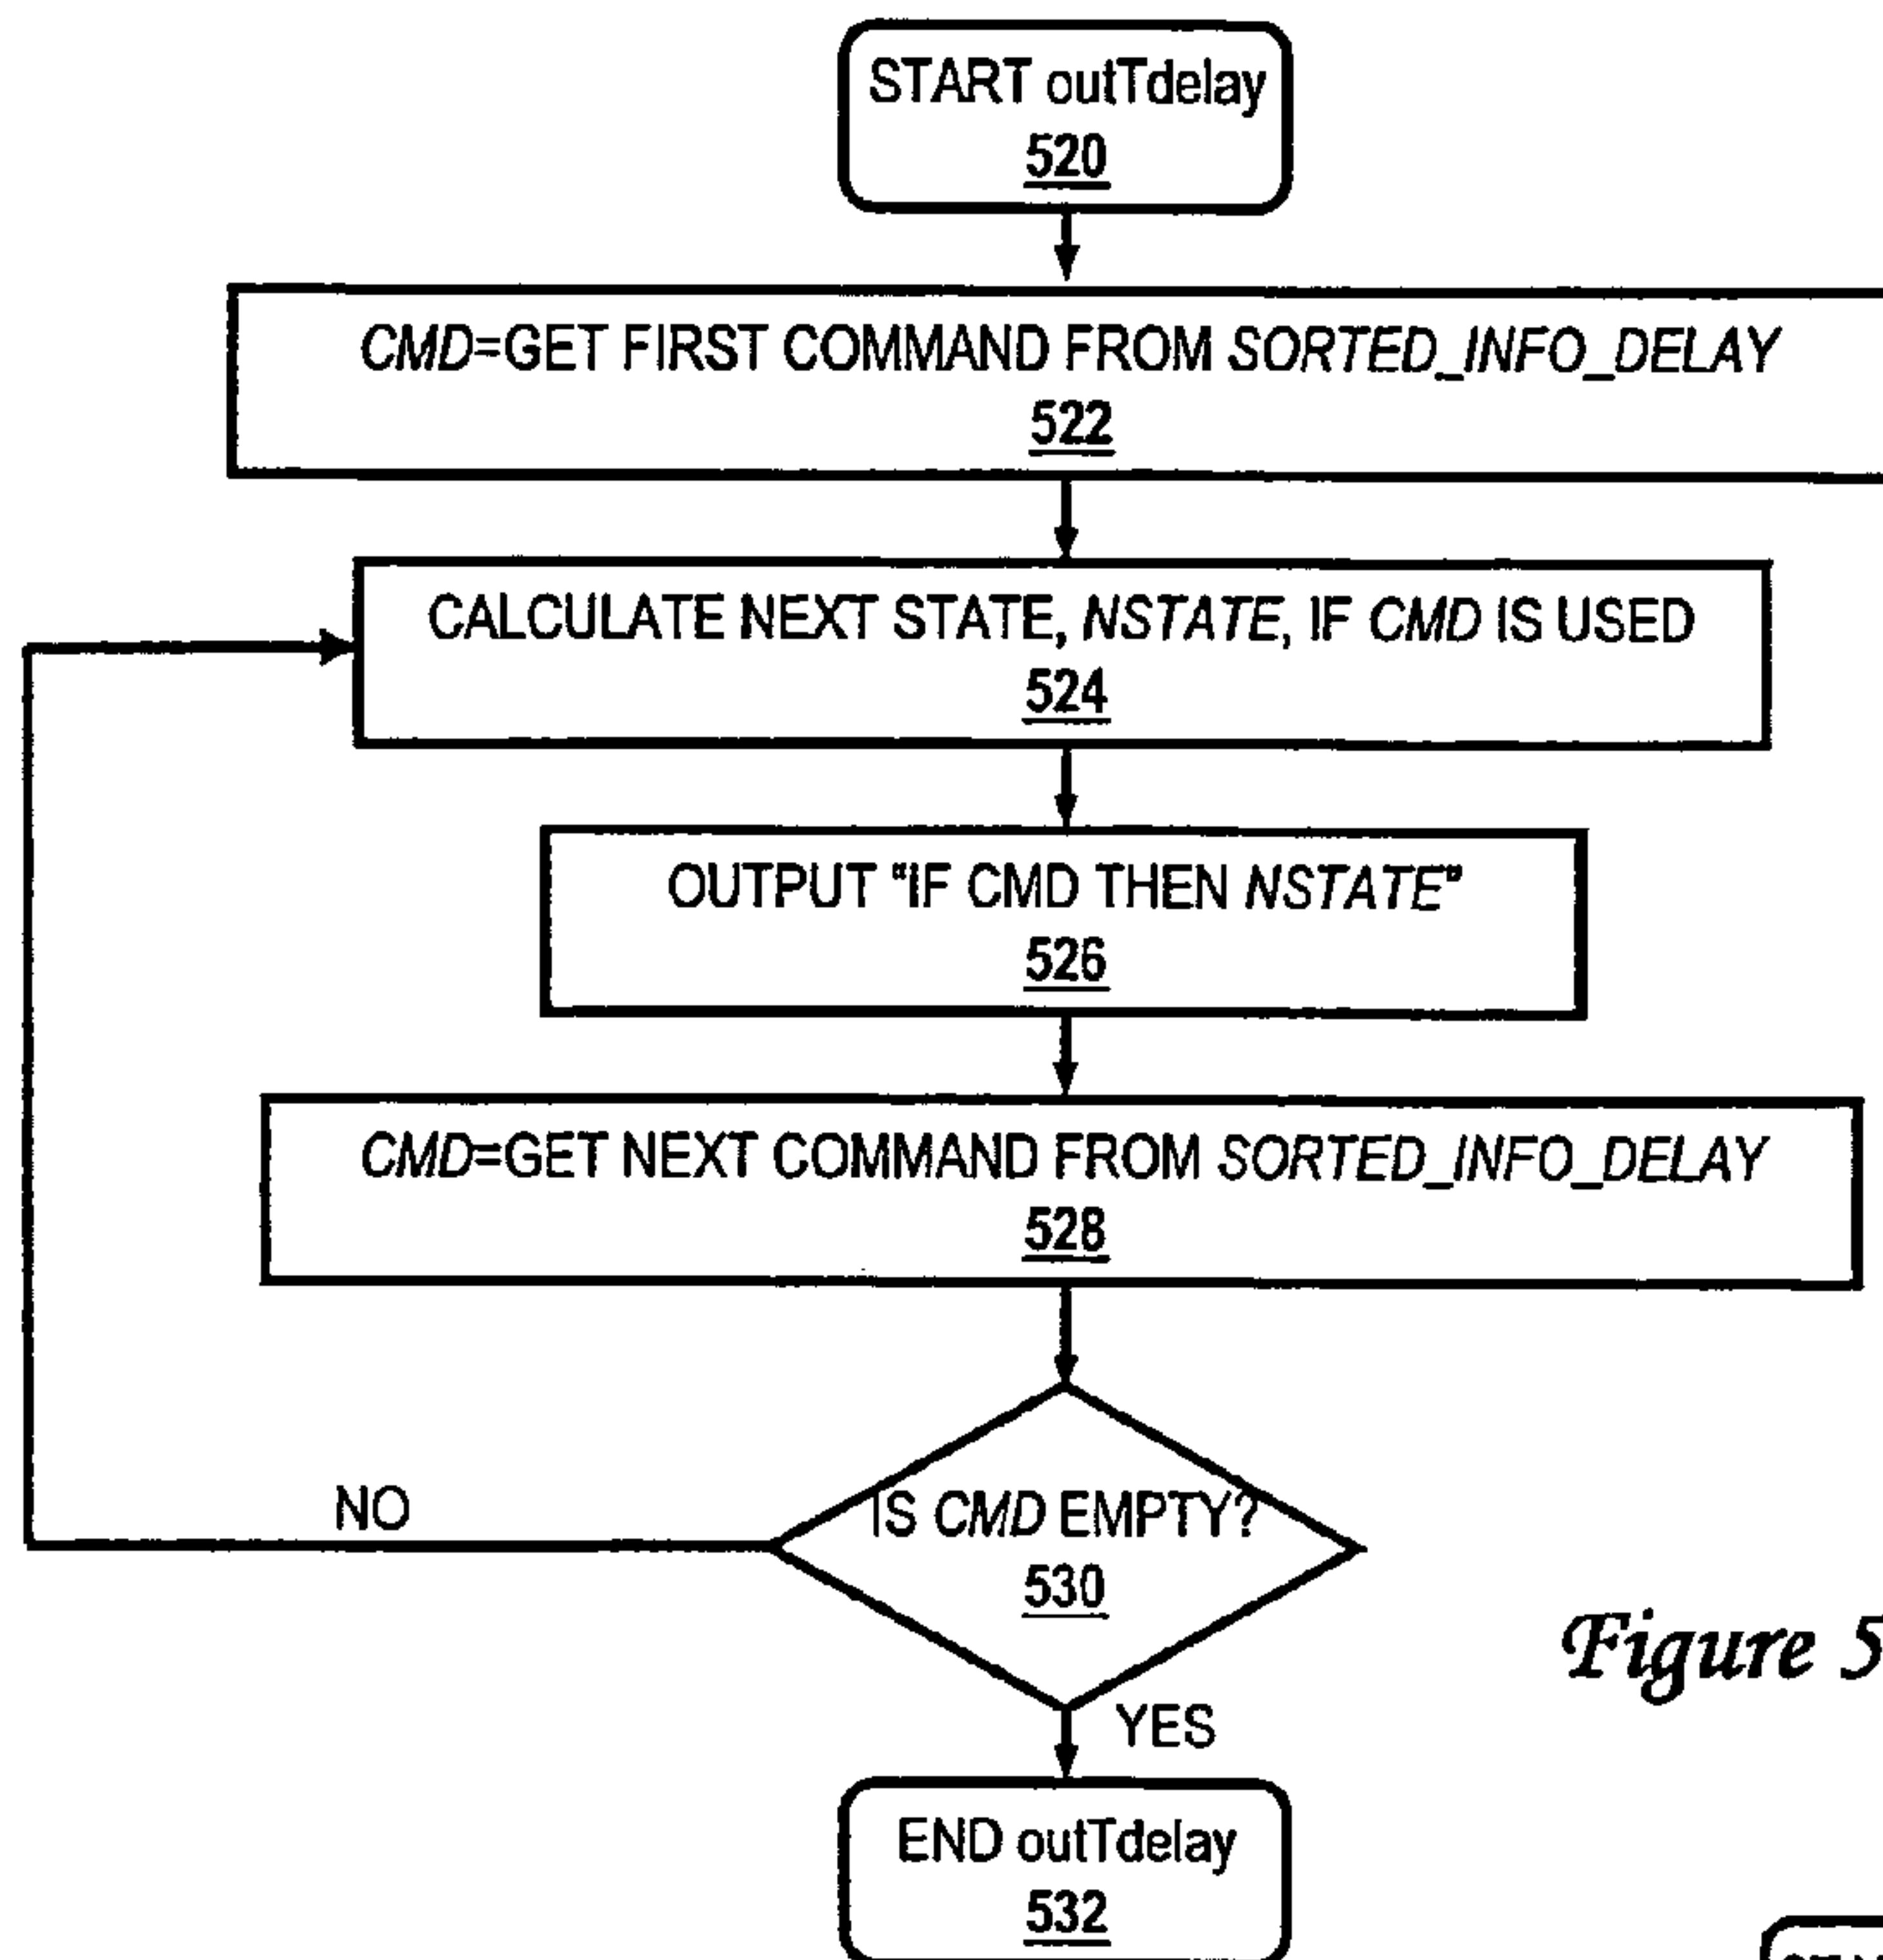 START outTdelay
520
CMD=GET FIRST COMMAND FROM SORTED_INFO_DELAY
522
CALCULATE NEXT STATE, NSTATE, IF CMD IS USED
524
OUTPUT "IF CMD THEN NSTATE"
526
CMD=GET NEXT COMMAND FROM SORTED_INFO_DELAY
528
NO
IS CMD EMPTY?
530
Figure 5
YES
END outTdelay
532